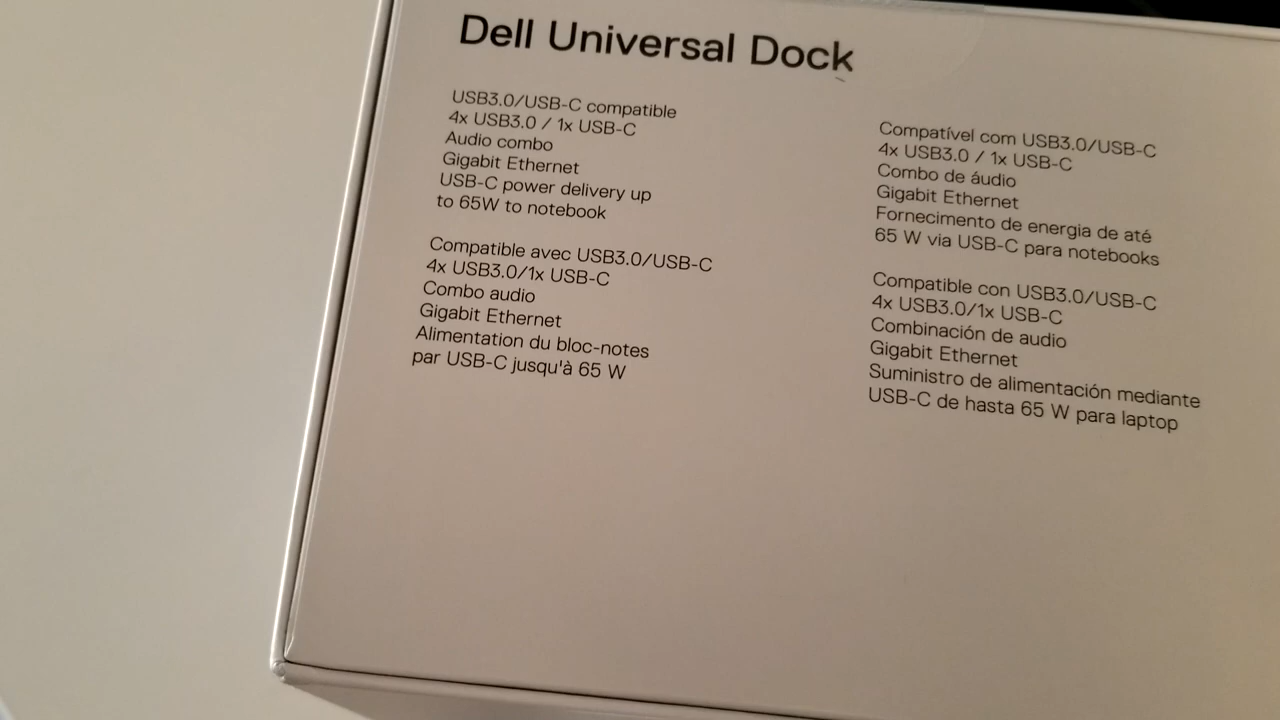 Dell Universal Dock
USB3.0/USB-C compatible
4x USB3.0 / 1x USB-C
Audio combo
Gigabit Ethernet
USB-C power delivery up
to 65W to notebook
Compatible avec USB3.0/USB-C
4x USB3.0/1x USB-C
Combo audio
Gigabit Ethernet
Alimentation du bloc-notes
par USB-C jusqu'à 65 W
Compatível com USB3.0/USB-C
4x USB3.0 / 1x USB-C
Combo de áudio
Gigabit Ethernet
Fornecimento de energia de até
65 W via USB-C para notebooks
Compatible con USB3.0/USB-C
4x USB3.0/1x USB-C
Combinación de audio
Gigabit Ethernet
Suministro de alimentación mediante
USB-C de hasta 65 W para laptop